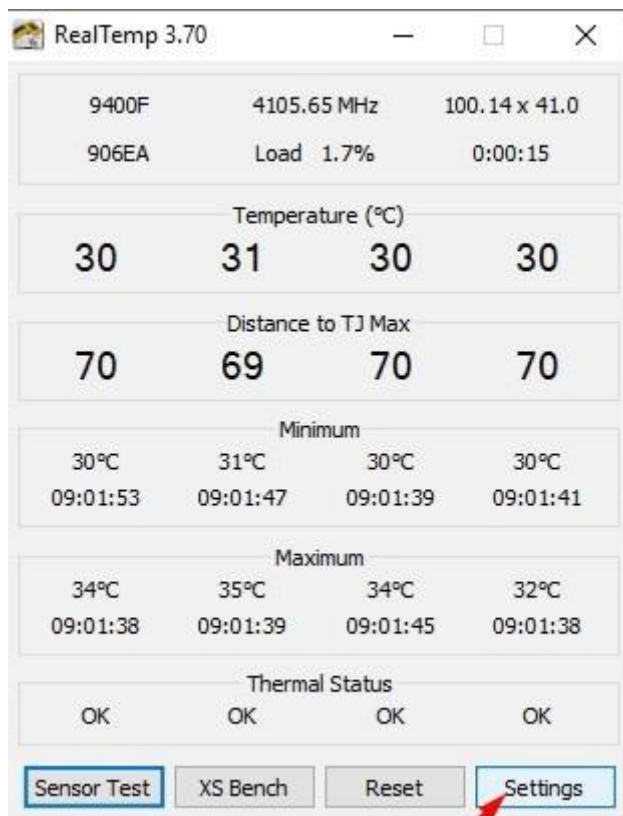 RealTemp 3.70
9400F 4105.65 MHz 100.14 x 41.0
906EA Load 1.7% 0:00:15
Temperature (°C)
30 31 30 30
Distance to TJ Max
70 69 70 70
Minimum
30°C 31°C 30°C 30°C
09:01:53 09:01:47 09:01:39 09:01:41
Maximum
34°C 35°C 34°C 32°C
09:01:38 09:01:39 09:01:45 09:01:38
Thermal Status
OK OK OK OK
Sensor Test XS Bench Reset Settings